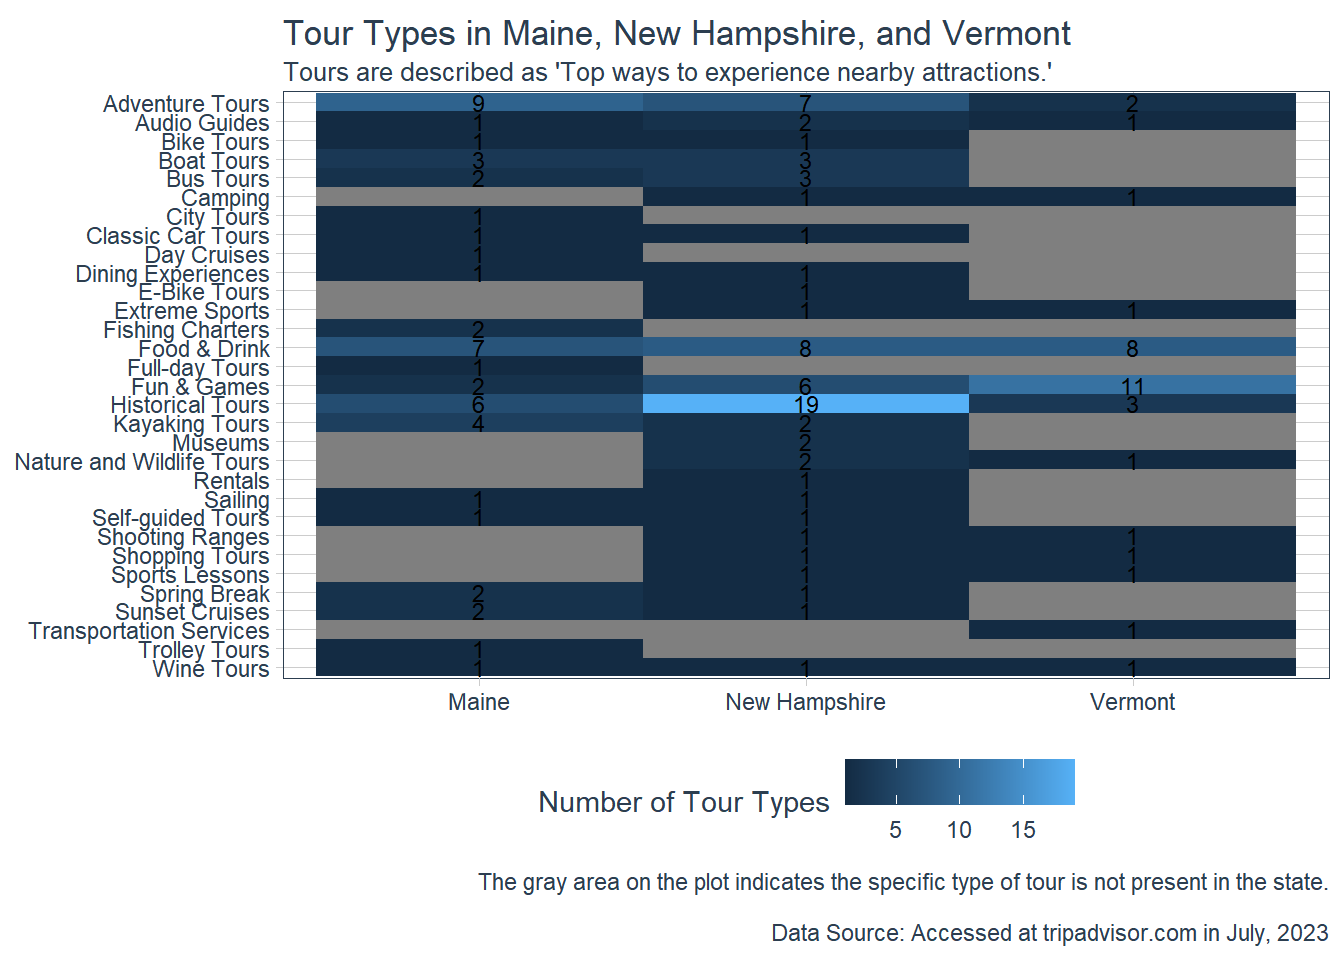 Tour Types in Maine, New Hampshire, and Vermont
Tours are described as 'Top ways to experience nearby attractions.'
Adventure Tours 9 7 2
Audio Guides 1 2 1
Bike Tours 1 1
Boat Tours 3 3
Bus Tours 2 3
Camping 1 1
City Tours 1
Classic Car Tours 1 1
Day Cruises 1
Dining Experiences 1 1
E-Bike Tours 1
Extreme Sports 1 1
Fishing Charters 2
Food & Drink 7 8 8
Full-day Tours 1
Fun & Games 2 6 11
Historical Tours 6 19 3
Kayaking Tours 4 2
Museums 2
Nature and Wildlife Tours 2 1
Rentals 1
Sailing 1 1
Self-guided Tours 1 1
Shooting Ranges 1 1
Shopping Tours 1 1
Sports Lessons 1 1
Spring Break 2 1
Sunset Cruises 2 1
Transportation Services 1
Trolley Tours 1
Wine Tours 1 1 1
Maine New Hampshire Vermont
Number of Tour Types
5 10 15
The gray area on the plot indicates the specific type of tour is not present in the state.
Data Source: Accessed at tripadvisor.com in July, 2023